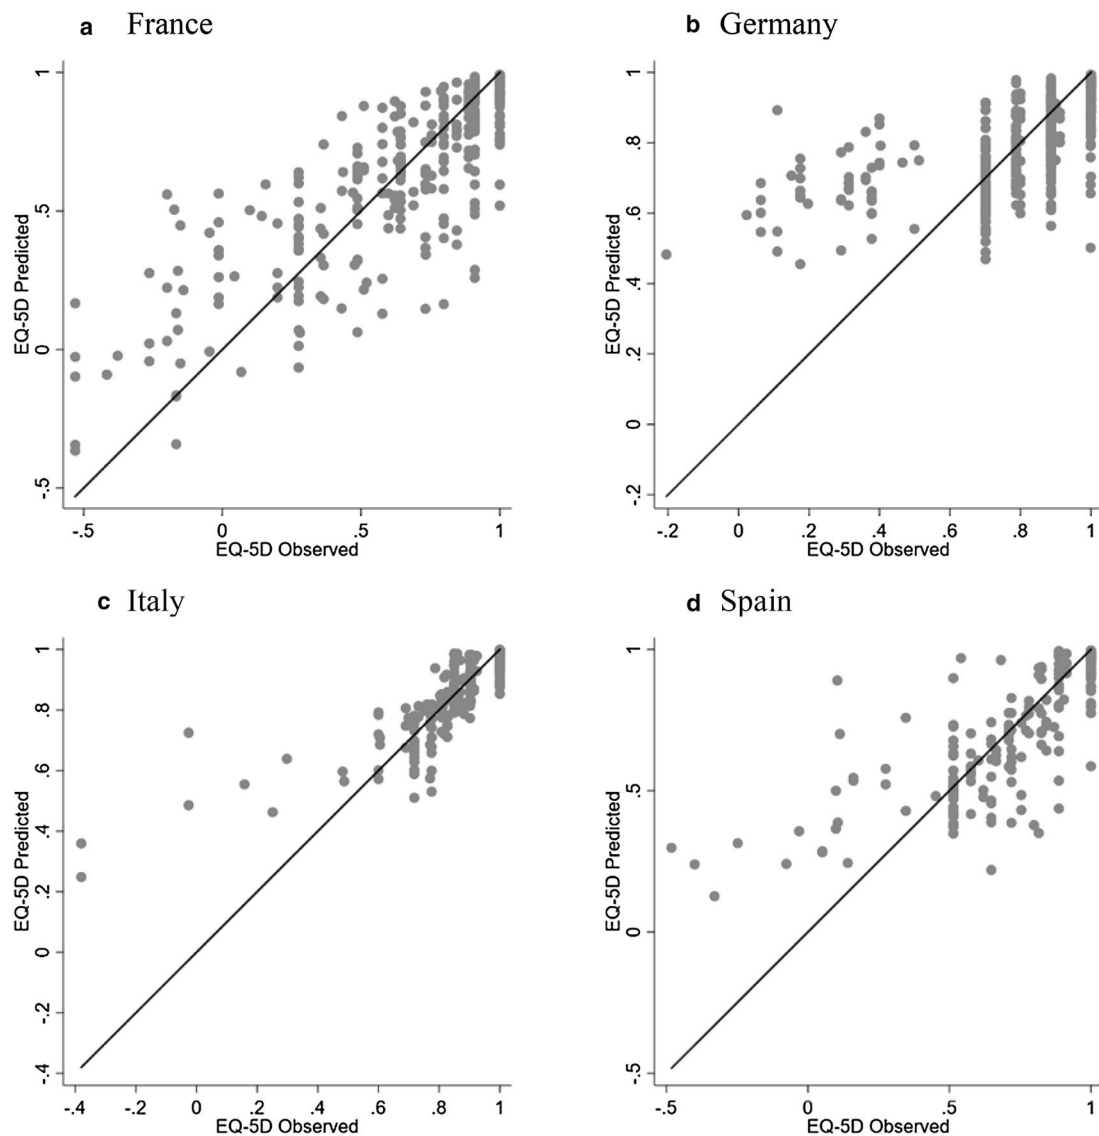 a France
1
.5
0
-.5
EQ-5D Predicted
-.5 0 .5 1
EQ-5D Observed
b Germany
1
.8
.6
.4
.2
0
-.2
EQ-5D Predicted
-.2 0 .2 .4 .6 .8 1
EQ-5D Observed
c Italy
1
.8
.6
.4
.2
0
-.2
-.4
EQ-5D Predicted
-.4 -.2 0 .2 .4 .6 .8 1
EQ-5D Observed
d Spain
1
.5
0
-.5
EQ-5D Predicted
-.5 0 .5 1
EQ-5D Observed